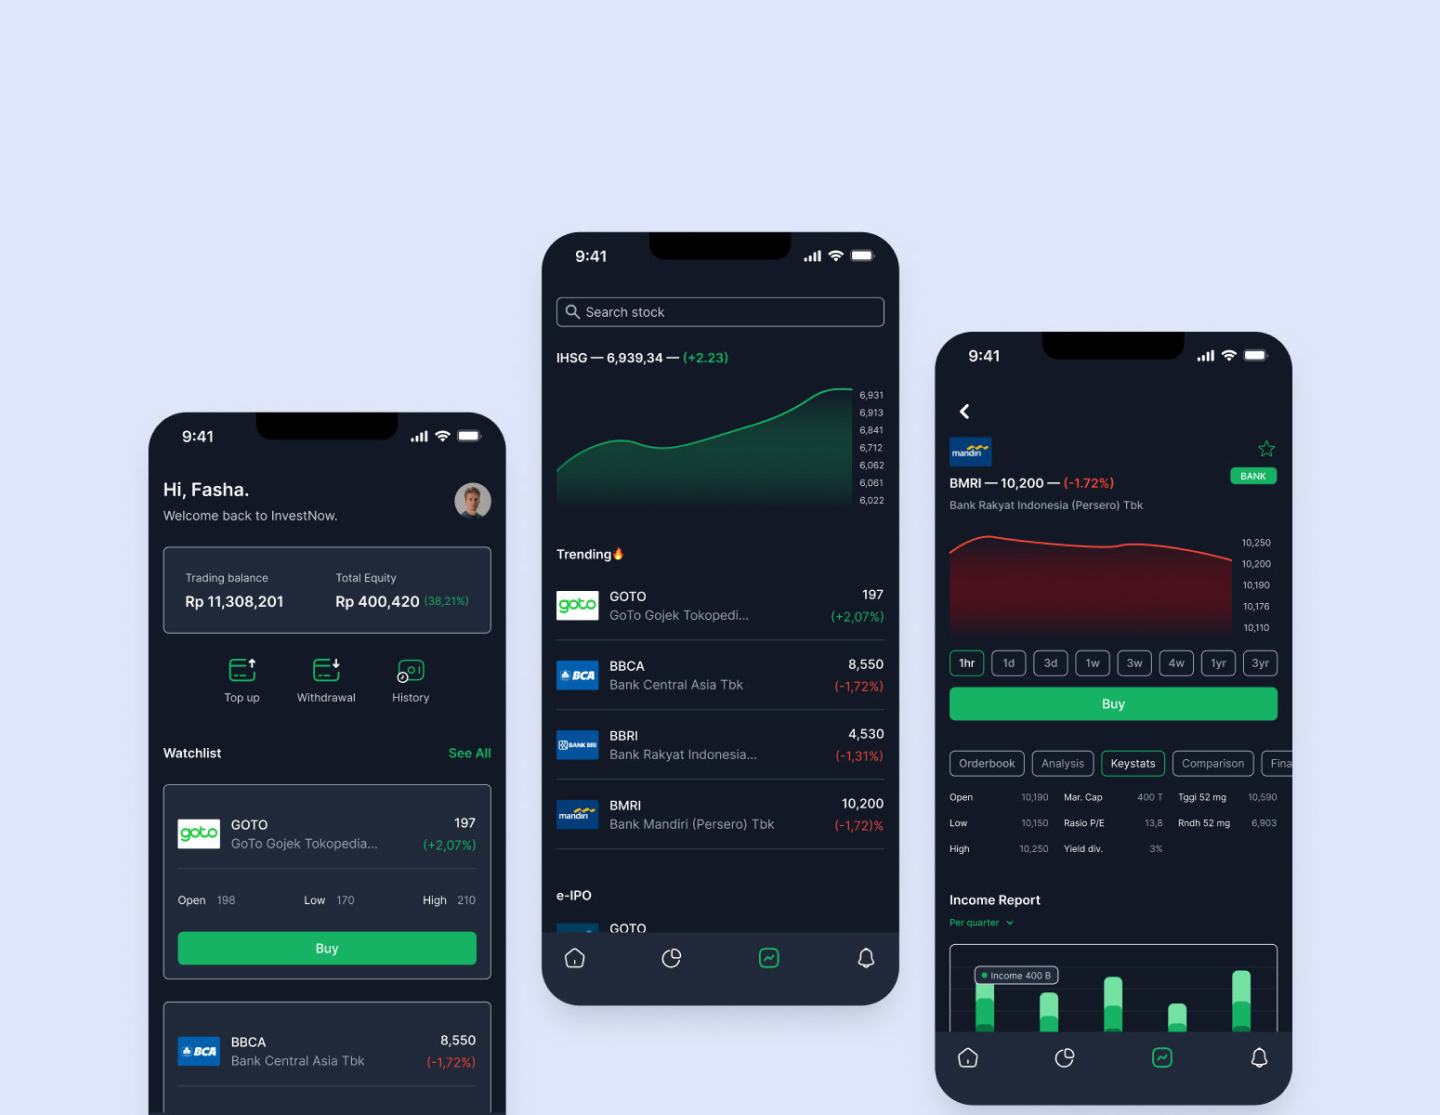 9:41
Hi, Fasha.
Welcome back to InvestNow.
Trading balance
Rp 11,308,201
Total Equity
Rp 400,420 (38,21%)
Top up
Withdrawal
History
Watchlist
See All
goto
GOTO
197
GoTo Gojek Tokopedia...
(+2,07%)
Open 198
Low 170
High 210
Buy
BCA
BBCA
8,550
Bank Central Asia Tbk
(-1,72%)
9:41
Search stock
IHSG — 6,939,34 — (+2.23)
6,931
6,913
6,841
6,712
6,062
6,061
6,022
Trending🔥
goto
GOTO
197
GoTo Gojek Tokopedi...
(+2,07%)
BCA
BBCA
8,550
Bank Central Asia Tbk
(-1,72%)
BANK BRI
BBRI
4,530
Bank Rakyat Indonesia...
(-1,31%)
mandiri
BMRI
10,200
Bank Mandiri (Persero) Tbk
(-1,72)%
e-IPO
GOTO
9:41
mandiri
BANK
BMRI — 10,200 — (-1.72%)
Bank Rakyat Indonesia (Persero) Tbk
10,250
10,200
10,190
10,176
10,110
1hr
1d
3d
1w
3w
4w
1yr
3yr
Buy
Orderbook
Analysis
Keystats
Comparison
Fina
Open 10,190 Mar. Cap 400 T Tggi 52 mg 10,590
Low 10,150 Rasio P/E 13,8 Rndh 52 mg 6,903
High 10,250 Yield div. 3%
Income Report
Per quarter
Income 400 B